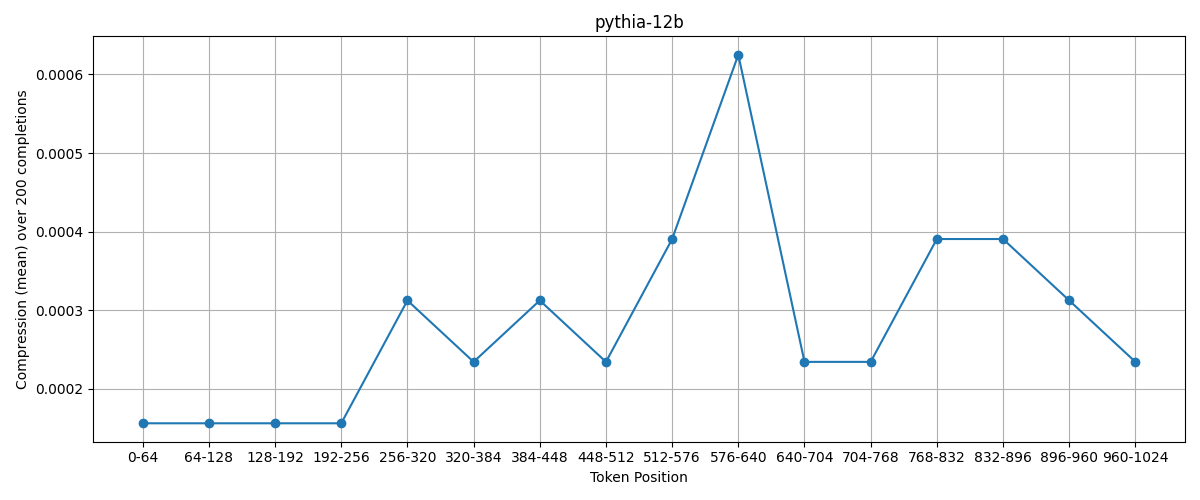 pythia-12b
Compression (mean) over 200 completions
0.0006
0.0005
0.0004
0.0003
0.0002
0-64 64-128 128-192 192-256 256-320 320-384 384-448 448-512 512-576 576-640 640-704 704-768 768-832 832-896 896-960 960-1024
Token Position